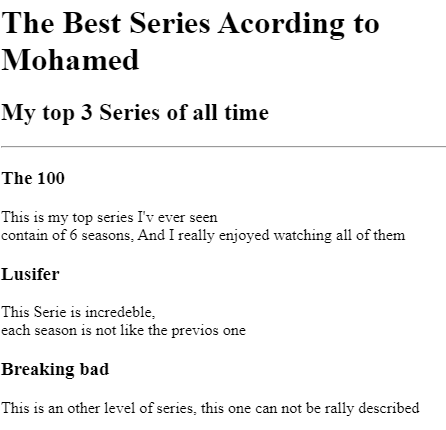 The Best Series Acording to
Mohamed
My top 3 Series of all time
The 100
This is my top series I'v ever seen
contain of 6 seasons, And I really enjoyed watching all of them
Lusifer
This Serie is incredeble,
each season is not like the previos one
Breaking bad
This is an other level of series, this one can not be rally described